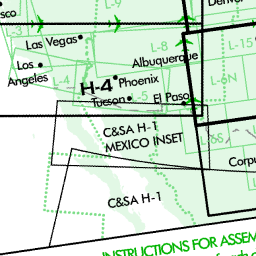 sco
L-9
Denver
Las Vegas
L-8
L-15
Albuquerque
Los
Angeles
L-4
H-4
Phoenix
L-6N
Tucson
L-5
El Paso
C&SA H-1
MEXICO INSET
L-6S
Corpu
C&SA H-1
INSTRUCTIONS FOR ASSEM